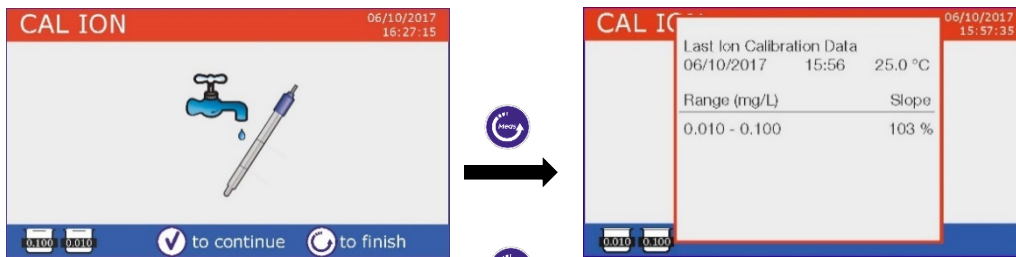 CAL ION
06/10/2017
16:27:15
0.100 0.010
to continue
to finish
Meas
CAL IO
06/10/2017
15:57:35
Last Ion Calibration Data
06/10/2017 15:56 25.0 °C
Range (mg/L) Slope
0.010 - 0.100 103 %
0.010 0.100